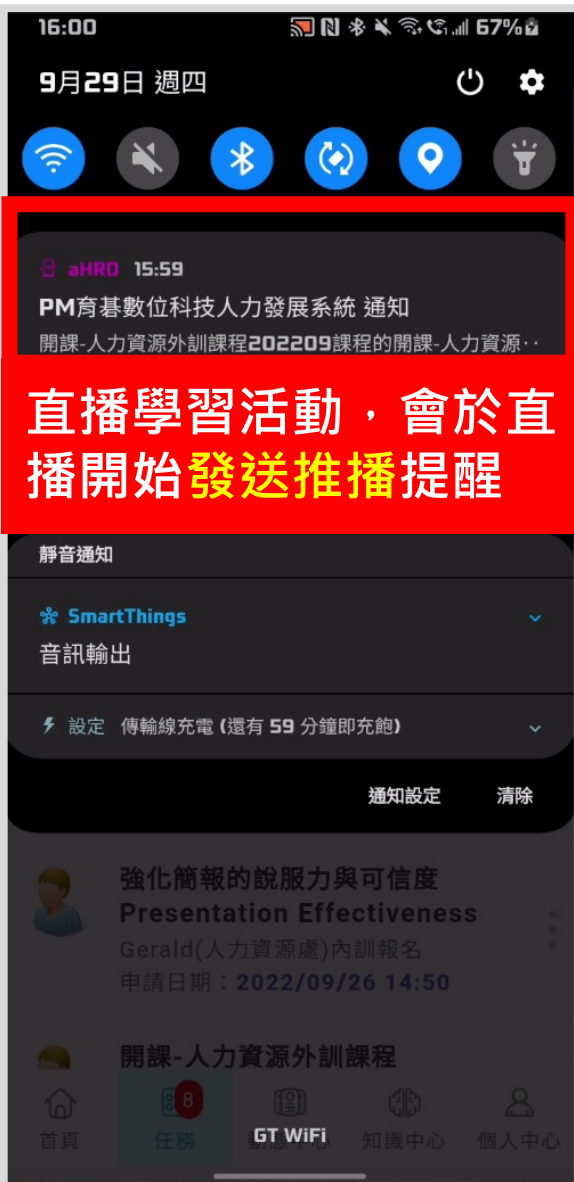 16:00 67%
9月29日 週四
aHRD 15:59
PM育碁數位科技人力發展系統 通知
開課-人力資源外訓課程202209課程的開課-人力資源‥
直播學習活動，會於直
播開始發送推播提醒
靜音通知
SmartThings
音訊輸出
設定 傳輸線充電 (還有 59 分鐘即充飽)
通知設定 清除
強化簡報的說服力與可信度
Presentation Effectiveness
Gerald(人力資源處)內訓報名
申請日期：2022/09/26 14:50
開課-人力資源外訓課程
8
首頁 任務 動態中心 知識中心 個人中心
GT WiFi